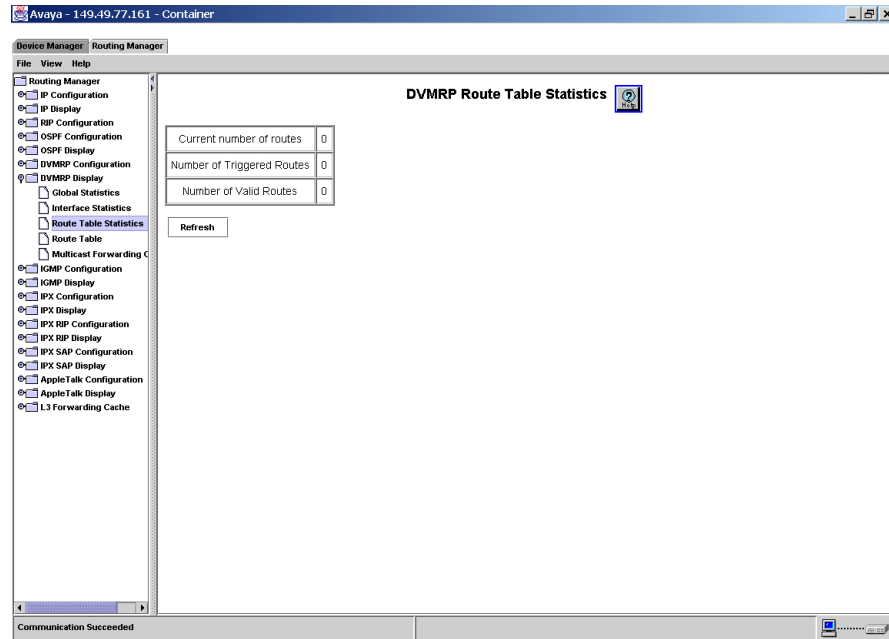 Avaya - 149.49.77.161 - Container
Device Manager
Routing Manager
File View Help
Routing Manager
IP Configuration
IP Display
RIP Configuration
OSPF Configuration
OSPF Display
DVMRP Configuration
DVMRP Display
Global Statistics
Interface Statistics
Route Table Statistics
Route Table
Multicast Forwarding C
IGMP Configuration
IGMP Display
IPX Configuration
IPX Display
IPX RIP Configuration
IPX RIP Display
IPX SAP Configuration
IPX SAP Display
AppleTalk Configuration
AppleTalk Display
L3 Forwarding Cache
DVMRP Route Table Statistics
Help
Current number of routes 0
Number of Triggered Routes 0
Number of Valid Routes 0
Refresh
Communication Succeeded